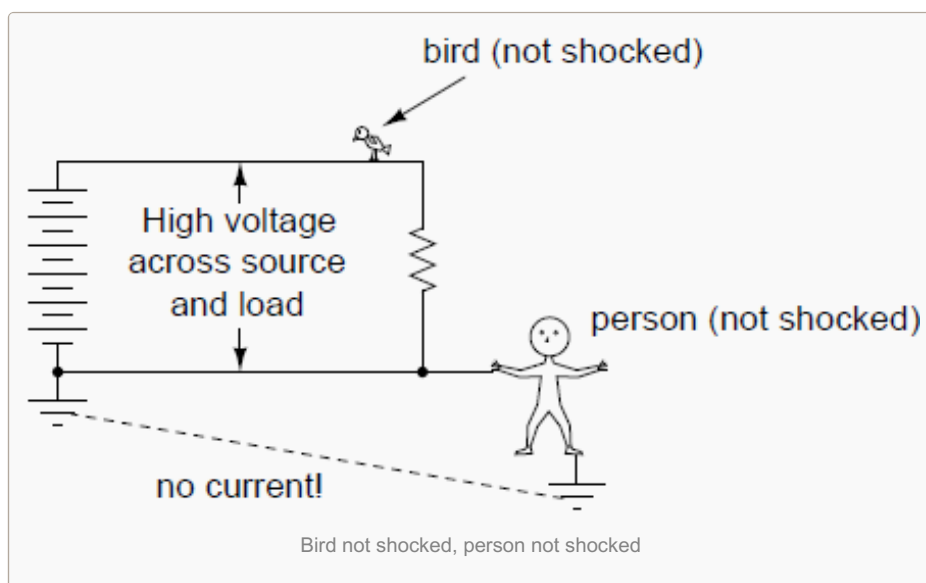 bird (not shocked)
High voltage
across source
and load
person (not shocked)
no current!
Bird not shocked, person not shocked